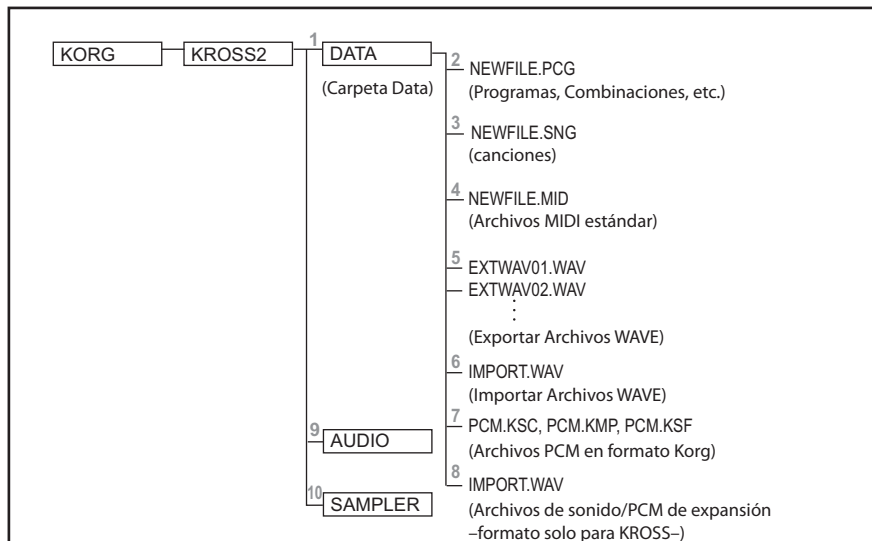 KORG
KROSS2
1
DATA
(Carpeta Data)
2
NEWFILE.PCG
(Programas, Combinaciones, etc.)
3
NEWFILE.SNG
(canciones)
4
NEWFILE.MID
(Archivos MIDI estándar)
5
EXTWAV01.WAV
EXTWAV02.WAV
(Exportar Archivos WAVE)
6
IMPORT.WAV
(Importar Archivos WAVE)
7
PCM.KSC, PCM.KMP, PCM.KSF
(Archivos PCM en formato Korg)
8
IMPORT.WAV
(Archivos de sonido/PCM de expansión
–formato solo para KROSS–)
9
AUDIO
10
SAMPLER